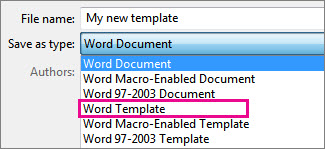 File name: My new template
Save as type: Word Document
Word Document
Authors: Word Macro-Enabled Document
Word 97-2003 Document
Word Template
Word Macro-Enabled Template
Word 97-2003 Template